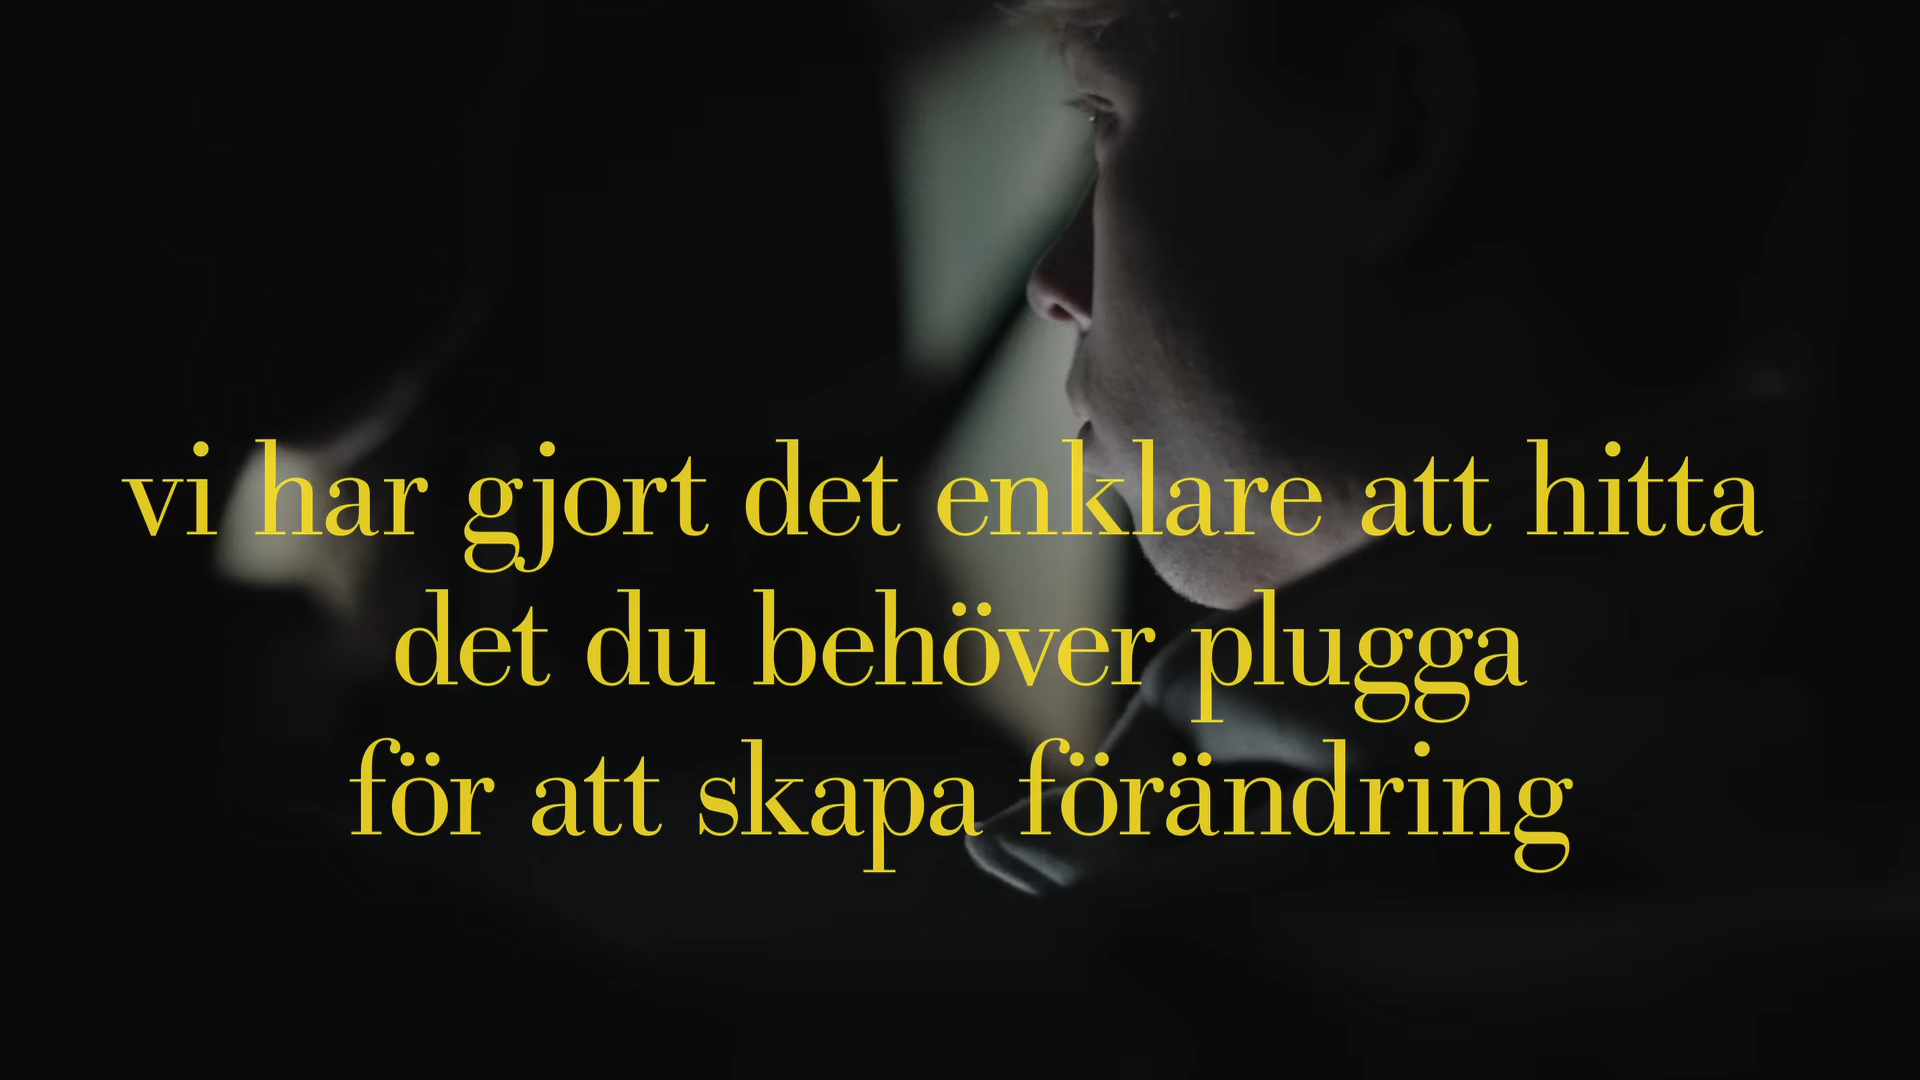 vi har gjort det enklare att hitta
det du behöver plugga
för att skapa förändring